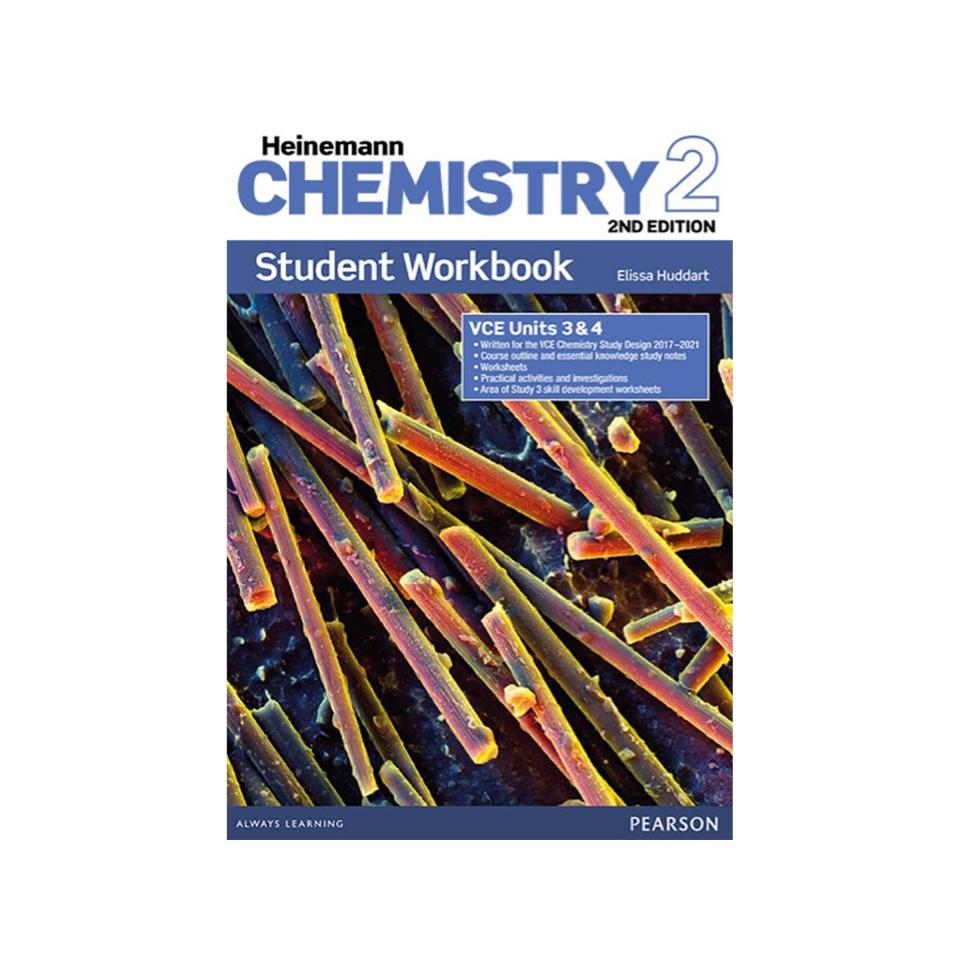 Heinemann
CHEMISTRY 2
2ND EDITION
Student Workbook Elissa Huddart
VCE Units 3 & 4
• Written for the VCE Chemistry Study Design 2017–2021
• Course outline and essential knowledge study notes
• Worksheets
• Practical activities and investigations
• Area of Study 3 skill development worksheets
ALWAYS LEARNING PEARSON